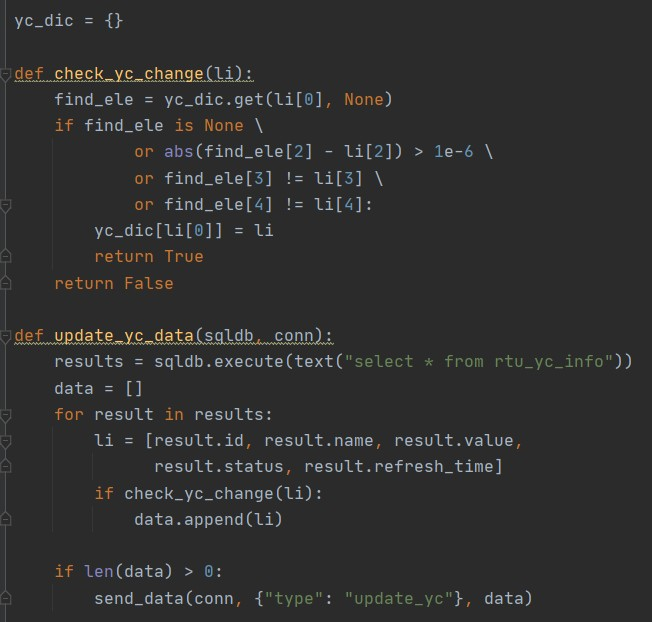 yc_dic = {}
def check_yc_change(li):
    find_ele = yc_dic.get(li[0], None)
    if find_ele is None \
            or abs(find_ele[2] - li[2]) > 1e-6 \
            or find_ele[3] != li[3] \
            or find_ele[4] != li[4]:
        yc_dic[li[0]] = li
        return True
    return False
def update_yc_data(sqldb, conn):
    results = sqldb.execute(text("select * from rtu_yc_info"))
    data = []
    for result in results:
        li = [result.id, result.name, result.value,
              result.status, result.refresh_time]
        if check_yc_change(li):
            data.append(li)
    if len(data) > 0:
        send_data(conn, {"type": "update_yc"}, data)